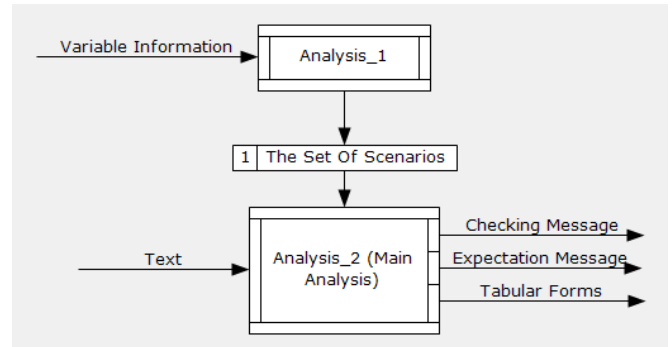 Variable Information
Analysis_1
1 The Set Of Scenarios
Text
Analysis_2 (Main
Analysis)
Checking Message
Expectation Message
Tabular Forms